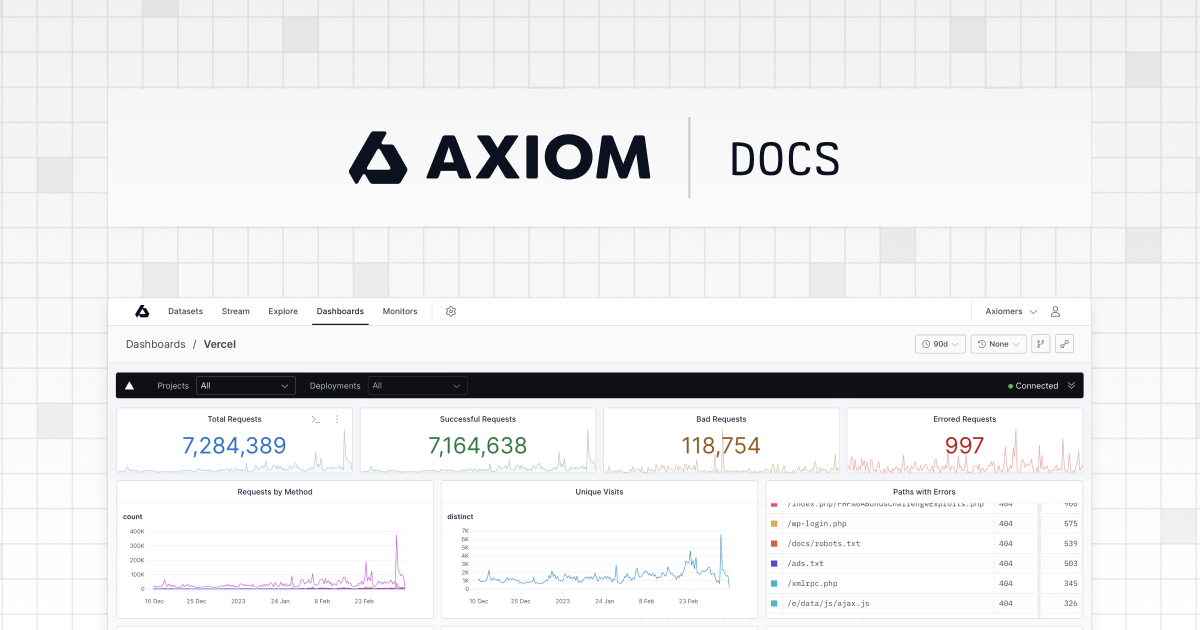 AXIOM DOCS
Datasets Stream Explore Dashboards Monitors Axiomers
Dashboards / Vercel 90d None
Projects All Deployments All Connected
Total Requests Successful Requests Bad Requests Errored Requests
7,284,389 7,164,638 118,754 997
Requests by Method Unique Visits Paths with Errors
count distinct
400K
300K
200K
100K
0
10 Dec 25 Dec 2023 24 Jan 8 Feb 23 Feb
7K
6K
5K
4K
3K
2K
1K
0
10 Dec 25 Dec 2023 24 Jan 8 Feb 23 Feb
404
/wp-login.php 404 575
/docs/robots.txt 404 539
/ads.txt 404 503
/xmlrpc.php 404 345
/e/data/js/ajax.js 404 326